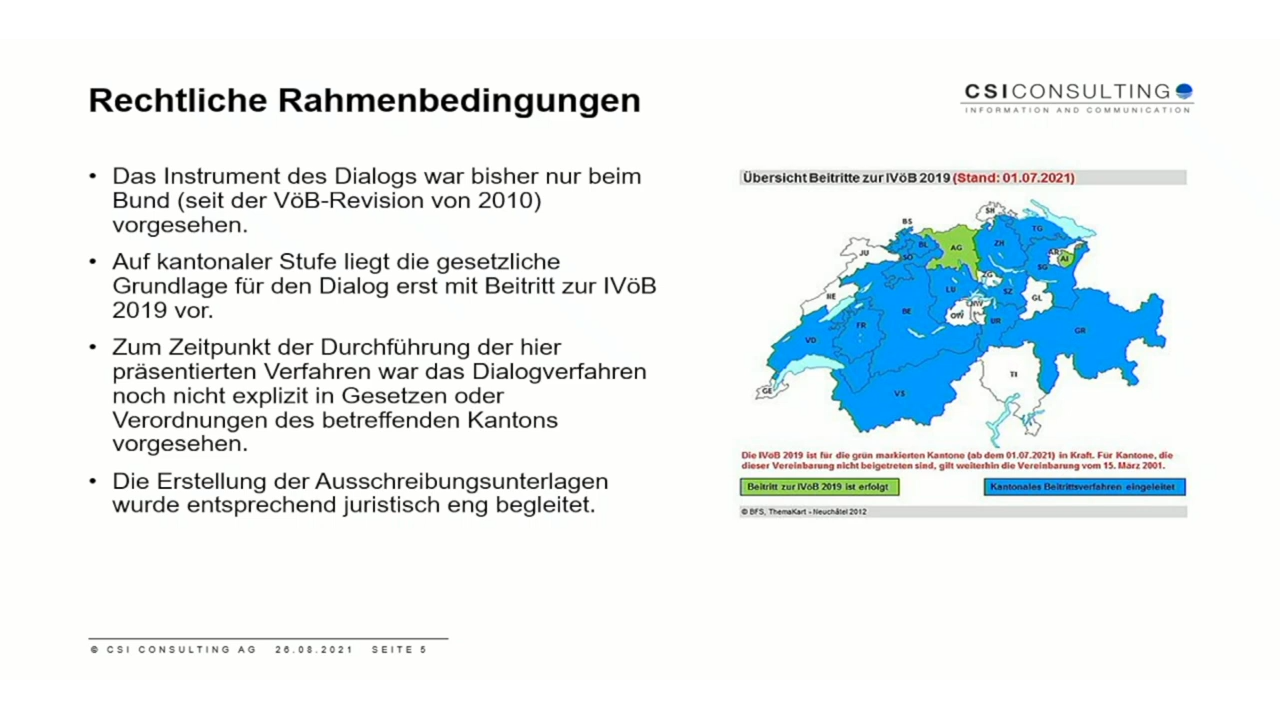 Rechtliche Rahmenbedingungen
CSICONSULTING
INFORMATION AND COMMUNICATION
• Das Instrument des Dialogs war bisher nur beim
Bund (seit der VöB-Revision von 2010)
vorgesehen.
• Auf kantonaler Stufe liegt die gesetzliche
Grundlage für den Dialog erst mit Beitritt zur IVöB
2019 vor.
• Zum Zeitpunkt der Durchführung der hier
präsentierten Verfahren war das Dialogverfahren
noch nicht explizit in Gesetzen oder
Verordnungen des betreffenden Kantons
vorgesehen.
• Die Erstellung der Ausschreibungsunterlagen
wurde entsprechend juristisch eng begleitet.
Übersicht Beitritte zur IVöB 2019 (Stand: 01.07.2021)
SH
BS
TG
BL
AG
ZH
JU
SO
AR
AI
SG
ZG
NE
LU
SZ
GL
NW
OW
BE
UR
FR
GR
VD
TI
GE
VS
Die IVöB 2019 ist für die grün markierten Kantone (ab dem 01.07.2021) in Kraft. Für Kantone, die
dieser Vereinbarung nicht beigetreten sind, gilt weiterhin die Vereinbarung vom 15. März 2001.
Beitritt zur IVöB 2019 ist erfolgt
Kantonales Beitrittsverfahren eingeleitet
© BFS, ThemaKart - Neuchâtel 2012
© CSI CONSULTING AG 26.08.2021 SEITE 5